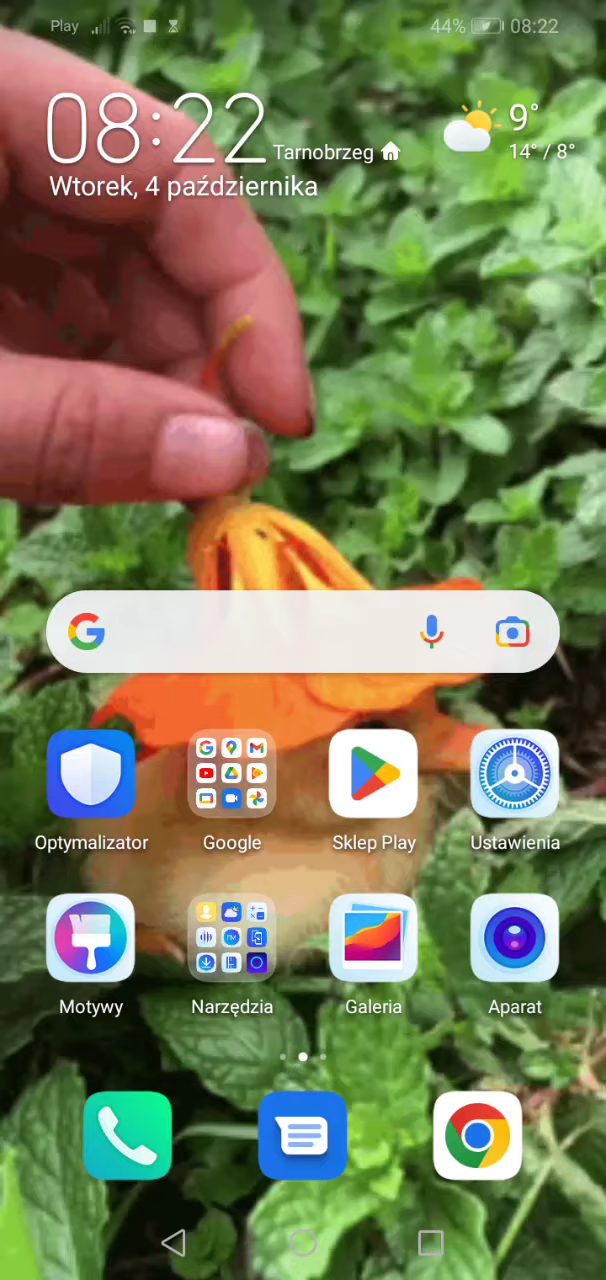 Play 44% 08:22
08:22 Tarnobrzeg 9°
14° / 8°
Wtorek, 4 października
Optymalizator Google Sklep Play Ustawienia
Motywy Narzędzia Galeria Aparat